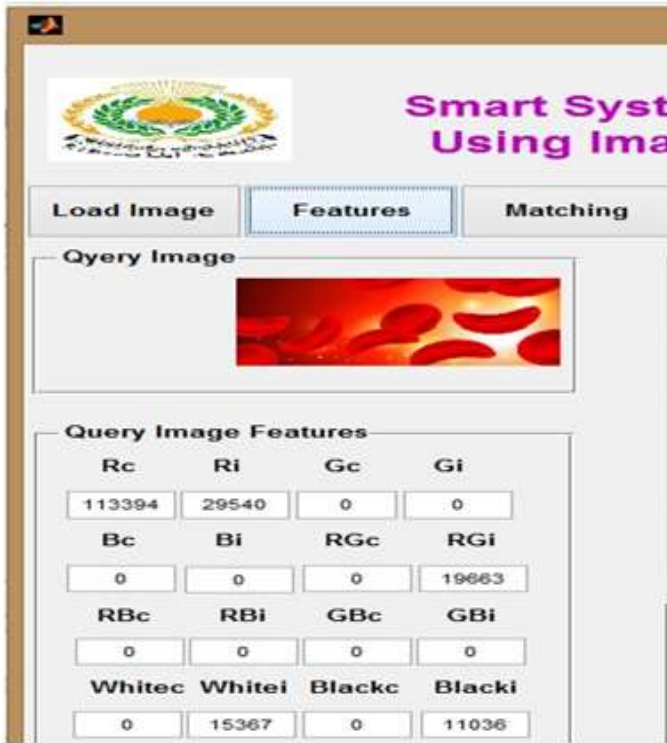 Smart Syst
Using Ima
Load Image Features Matching
Qyery Image
Query Image Features
Rc Ri Gc Gi
113394 29540 0 0
Bc Bi RGc RGi
0 0 0 19663
RBc RBi GBc GBi
0 0 0 0
Whitec Whitei Blackc Blacki
0 15367 0 11036